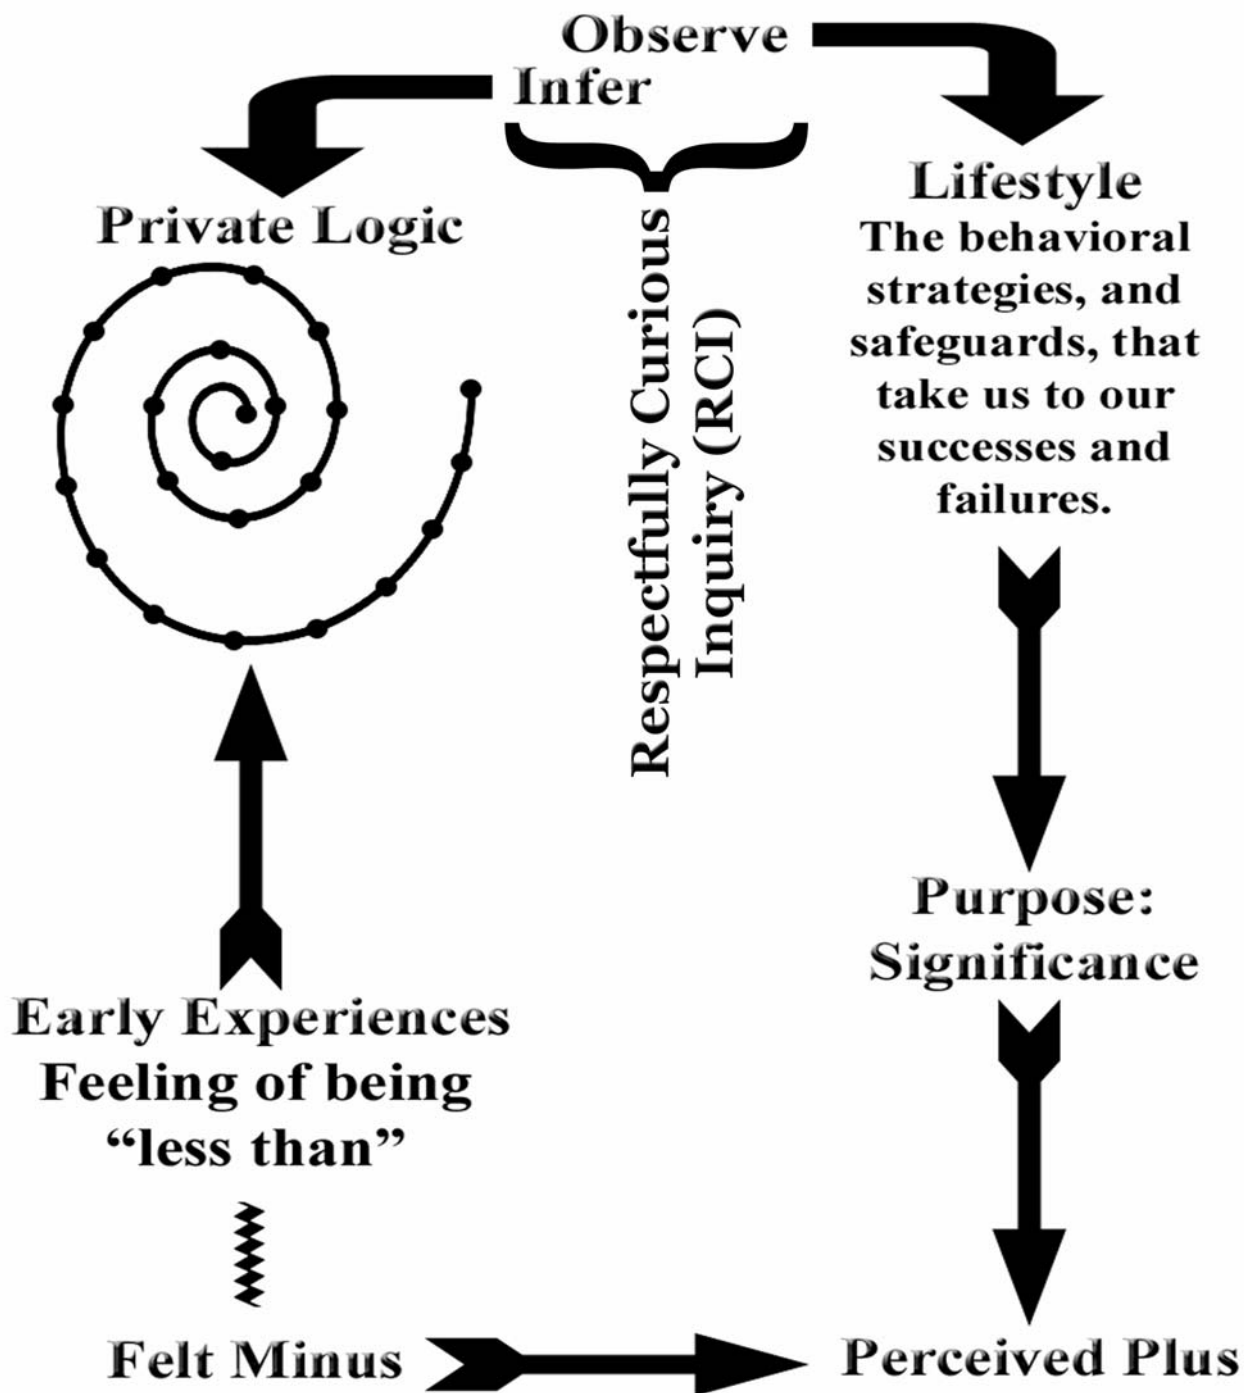 Observe
Infer
Private Logic
Respectfully Curious
Inquiry (RCI)
Lifestyle
The behavioral
strategies, and
safeguards, that
take us to our
successes and
failures.
Purpose:
Significance
Early Experiences
Feeling of being
“less than”
Felt Minus
Perceived Plus